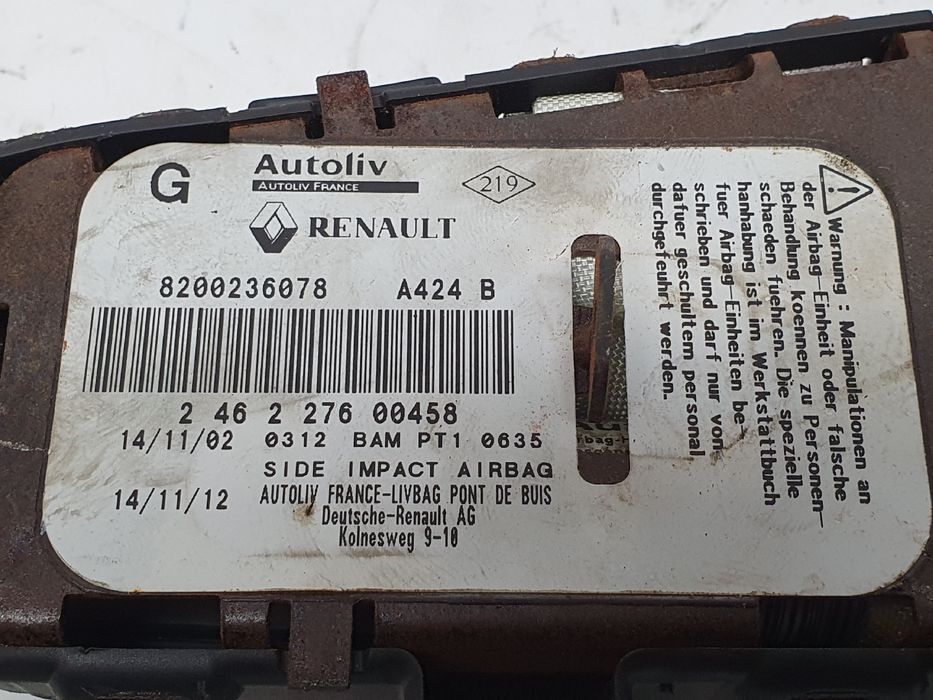 G
Autoliv
AUTOLIV FRANCE
219
RENAULT
8200236078 A424 B
2 46 2 276 00458
14/11/02 0312 BAM PT1 0635
SIDE IMPACT AIRBAG
14/11/12 AUTOLIV FRANCE-LIVBAG PONT DE BUIS
Deutsche-Renault AG
Kolnesweg 9-10
Warnung : Manipulationen an
der Airbag-Einheit oder falsche
Behandlung koennen zu Personen-
schaeden fuehren. Die spezielle
hanhabung ist im Werkstattbuch
fuer Airbag-Einheiten be-
schrieben und darf nur von
dafuer geschultem personal
durchgefeuhrt werden.